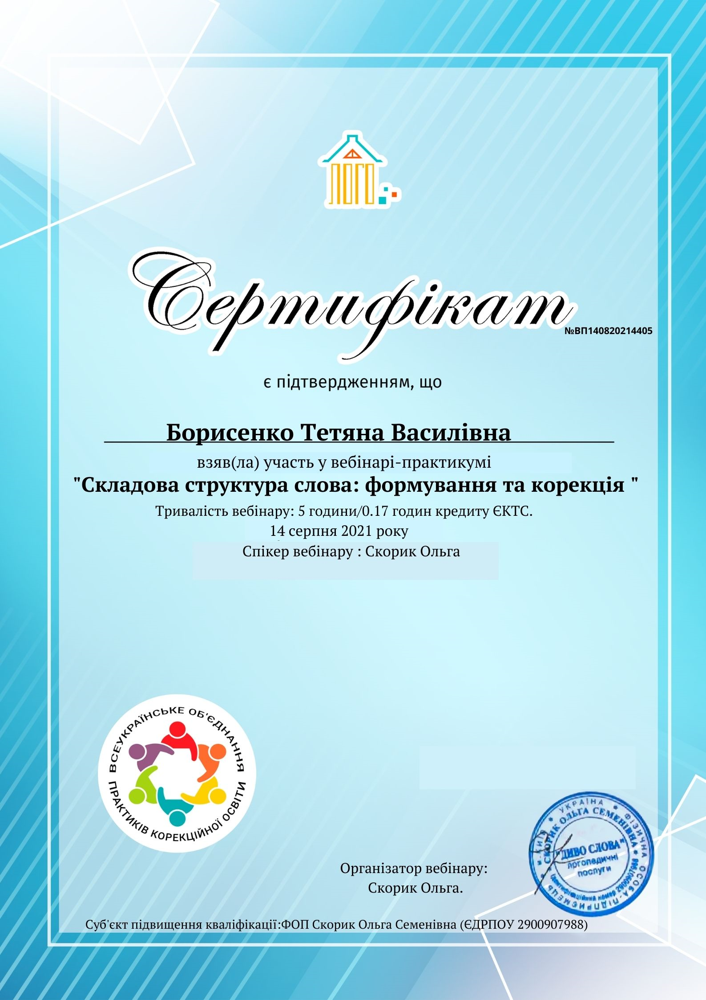 ЛОГО
Сертифікат
№ВП140820214405
є підтвердженням, що
Борисенко Тетяна Василівна
взяв(ла) участь у вебінарі-практикумі
"Складова структура слова: формування та корекція "
Тривалість вебінару: 5 години/0.17 годин кредиту ЄКТС.
14 серпня 2021 року
Спікер вебінару : Скорик Ольга
ВСЕУКРАЇНСЬКЕ ОБ'ЄДНАННЯ
ПРАКТИКІВ КОРЕКЦІЙНОЇ ОСВІТИ
УКРАЇНА * ФІЗИЧНА ОСОБА-ПІДПРИЄМЕЦЬ * м. КИЇВ *
СКОРИК ОЛЬГА СЕМЕНІВНА *
ідентифікаційний номер 2900907988
"ДИВО СЛОВА"
логопедичні
послуги
Організатор вебінару:
Скорик Ольга.
Суб'єкт підвищення кваліфікації:ФОП Скорик Ольга Семенівна (ЄДРПОУ 2900907988)